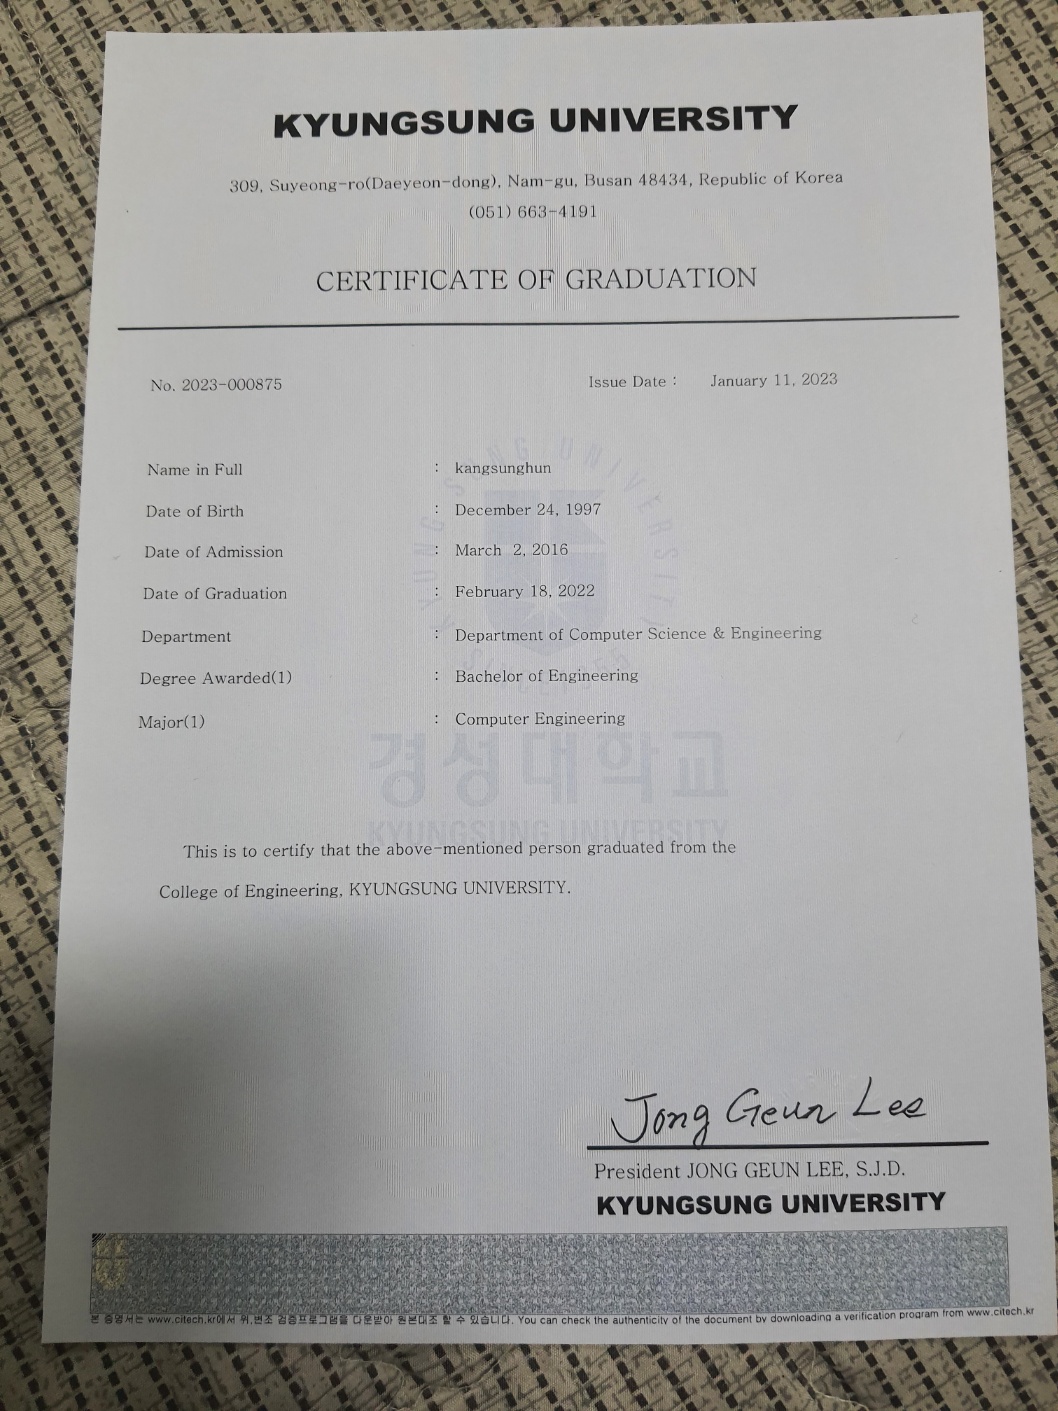 KYUNGSUNG UNIVERSITY
309, Suyeong-ro(Daeyeon-dong), Nam-gu, Busan 48434, Republic of Korea
(051) 663-4191
CERTIFICATE OF GRADUATION
No. 2023-000875 Issue Date : January 11, 2023
Name in Full : kangsunghun
Date of Birth : December 24, 1997
Date of Admission : March 2, 2016
Date of Graduation : February 18, 2022
Department : Department of Computer Science & Engineering
Degree Awarded(1) : Bachelor of Engineering
Major(1) : Computer Engineering
KYUNGSUNG UNIVERSITY
SINCE 1955
경성대학교
KYUNGSUNG UNIVERSITY
This is to certify that the above-mentioned person graduated from the
College of Engineering, KYUNGSUNG UNIVERSITY.
Jong Geun Lee
President JONG GEUN LEE, S.J.D.
KYUNGSUNG UNIVERSITY
본 증명서는 www.citech.kr에서 위,변조 검증프로그램을 다운받아 원본대조 할 수 있습니다. You can check the authenticity of the document by downloading a verification program from www.citech.kr